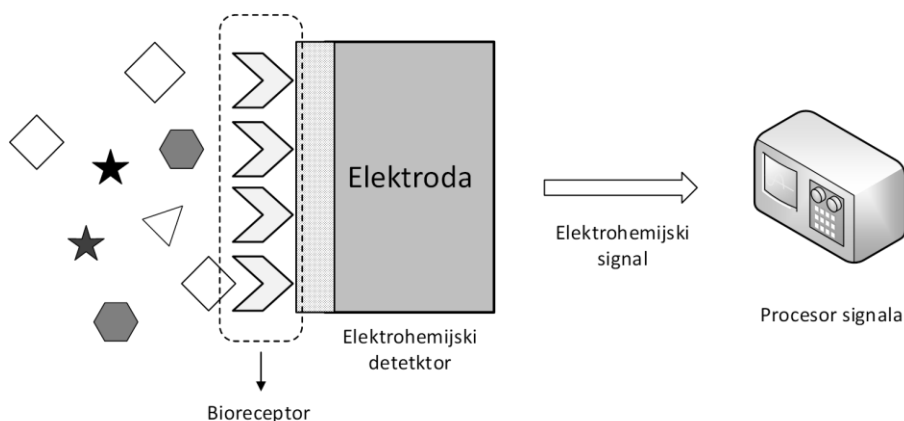 Elektroda
Elektrohemijski
signal
Procesor signala
Elektrohemijski
detetktor
Bioreceptor